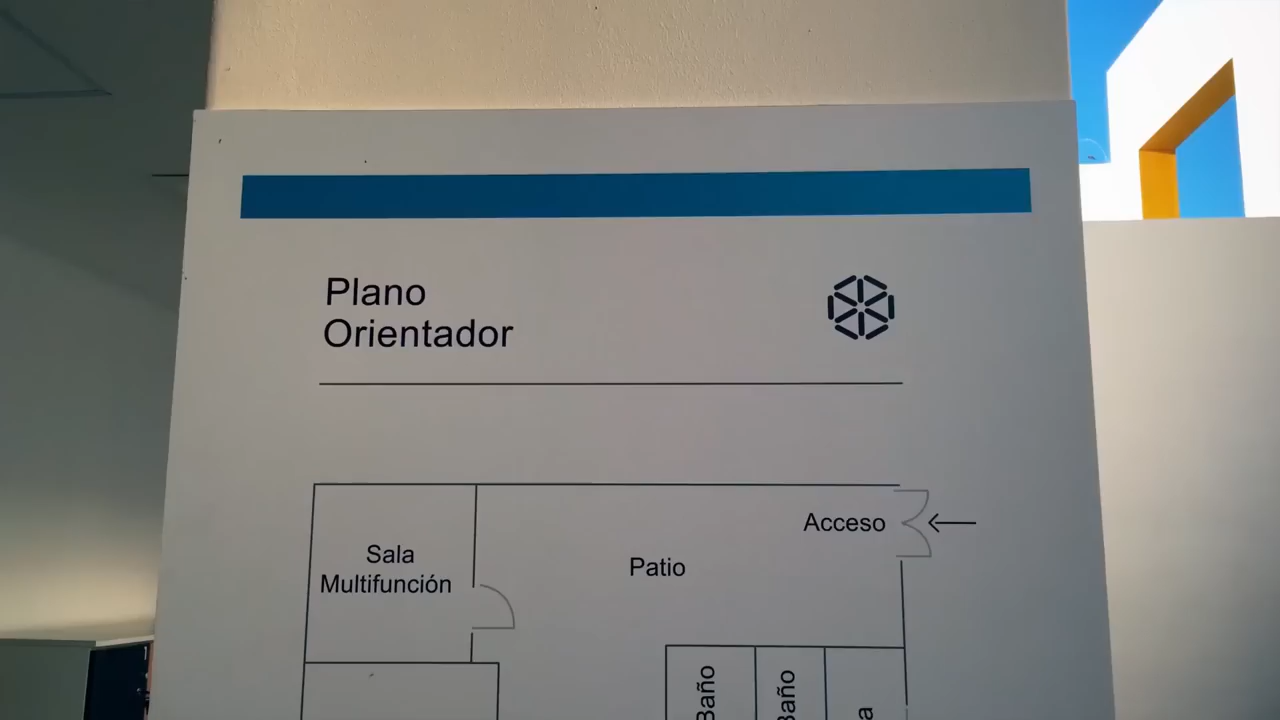 Plano
Orientador
Acceso
Sala
Multifunción
Patio
Baño
Baño